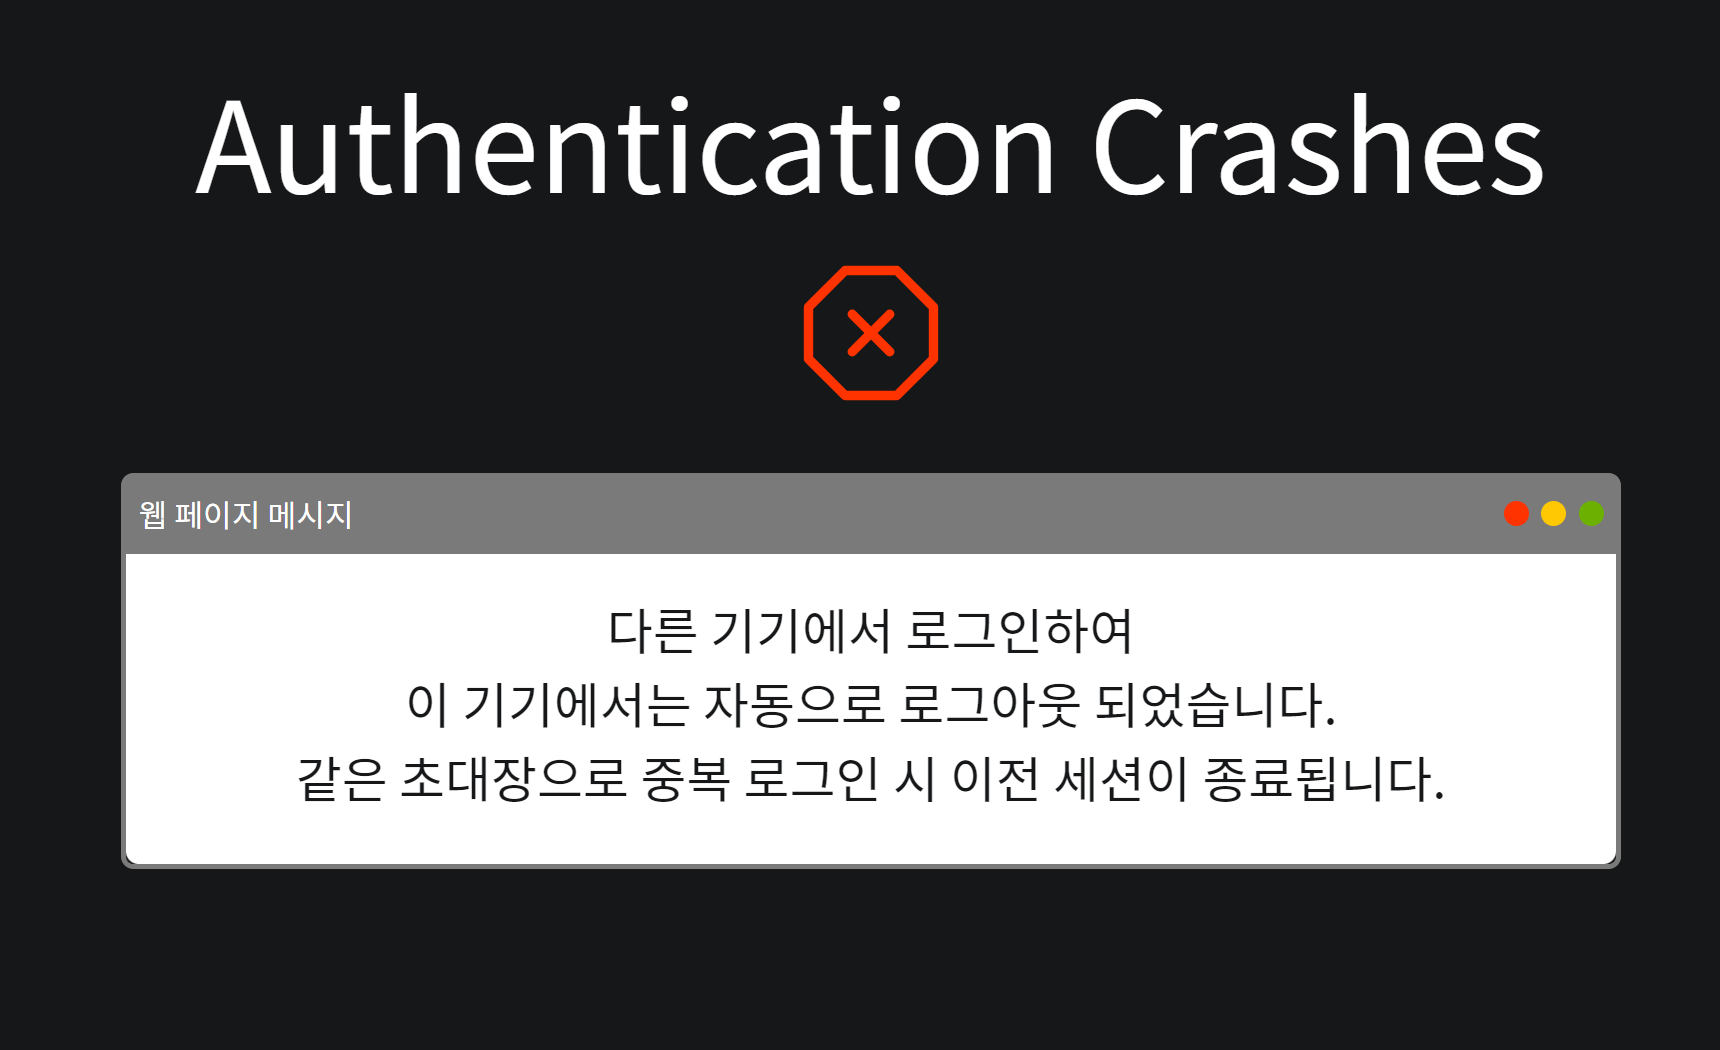 Authentication Crashes
웹 페이지 메시지
다른 기기에서 로그인하여
이 기기에서는 자동으로 로그아웃 되었습니다.
같은 초대장으로 중복 로그인 시 이전 세션이 종료됩니다.